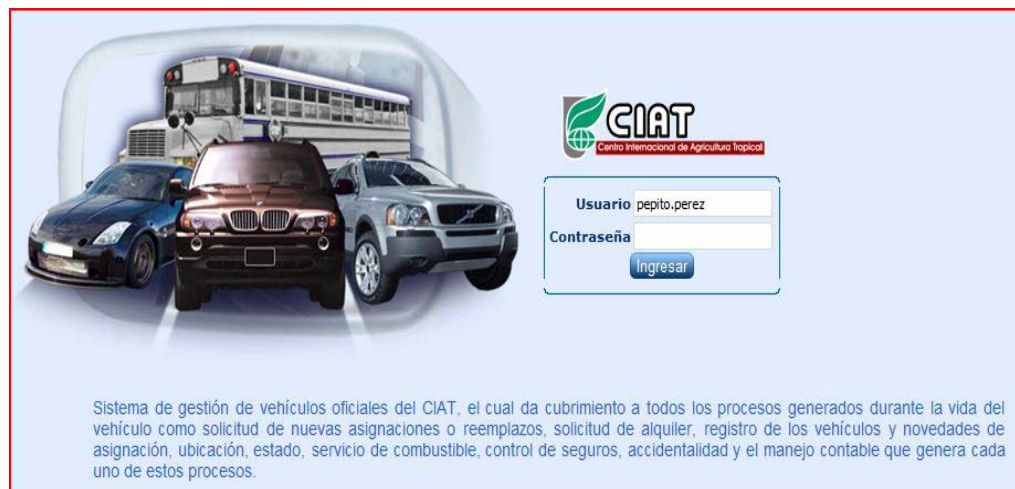 CIAT
Centro Internacional de Agricultura Tropical
Usuario pepito.perez
Contraseña
Ingresar
Sistema de gestión de vehículos oficiales del CIAT, el cual da cubrimiento a todos los procesos generados durante la vida del
vehículo como solicitud de nuevas asignaciones o reemplazos, solicitud de alquiler, registro de los vehículos y novedades de
asignación, ubicación, estado, servicio de combustible, control de seguros, accidentalidad y el manejo contable que genera cada
uno de estos procesos.